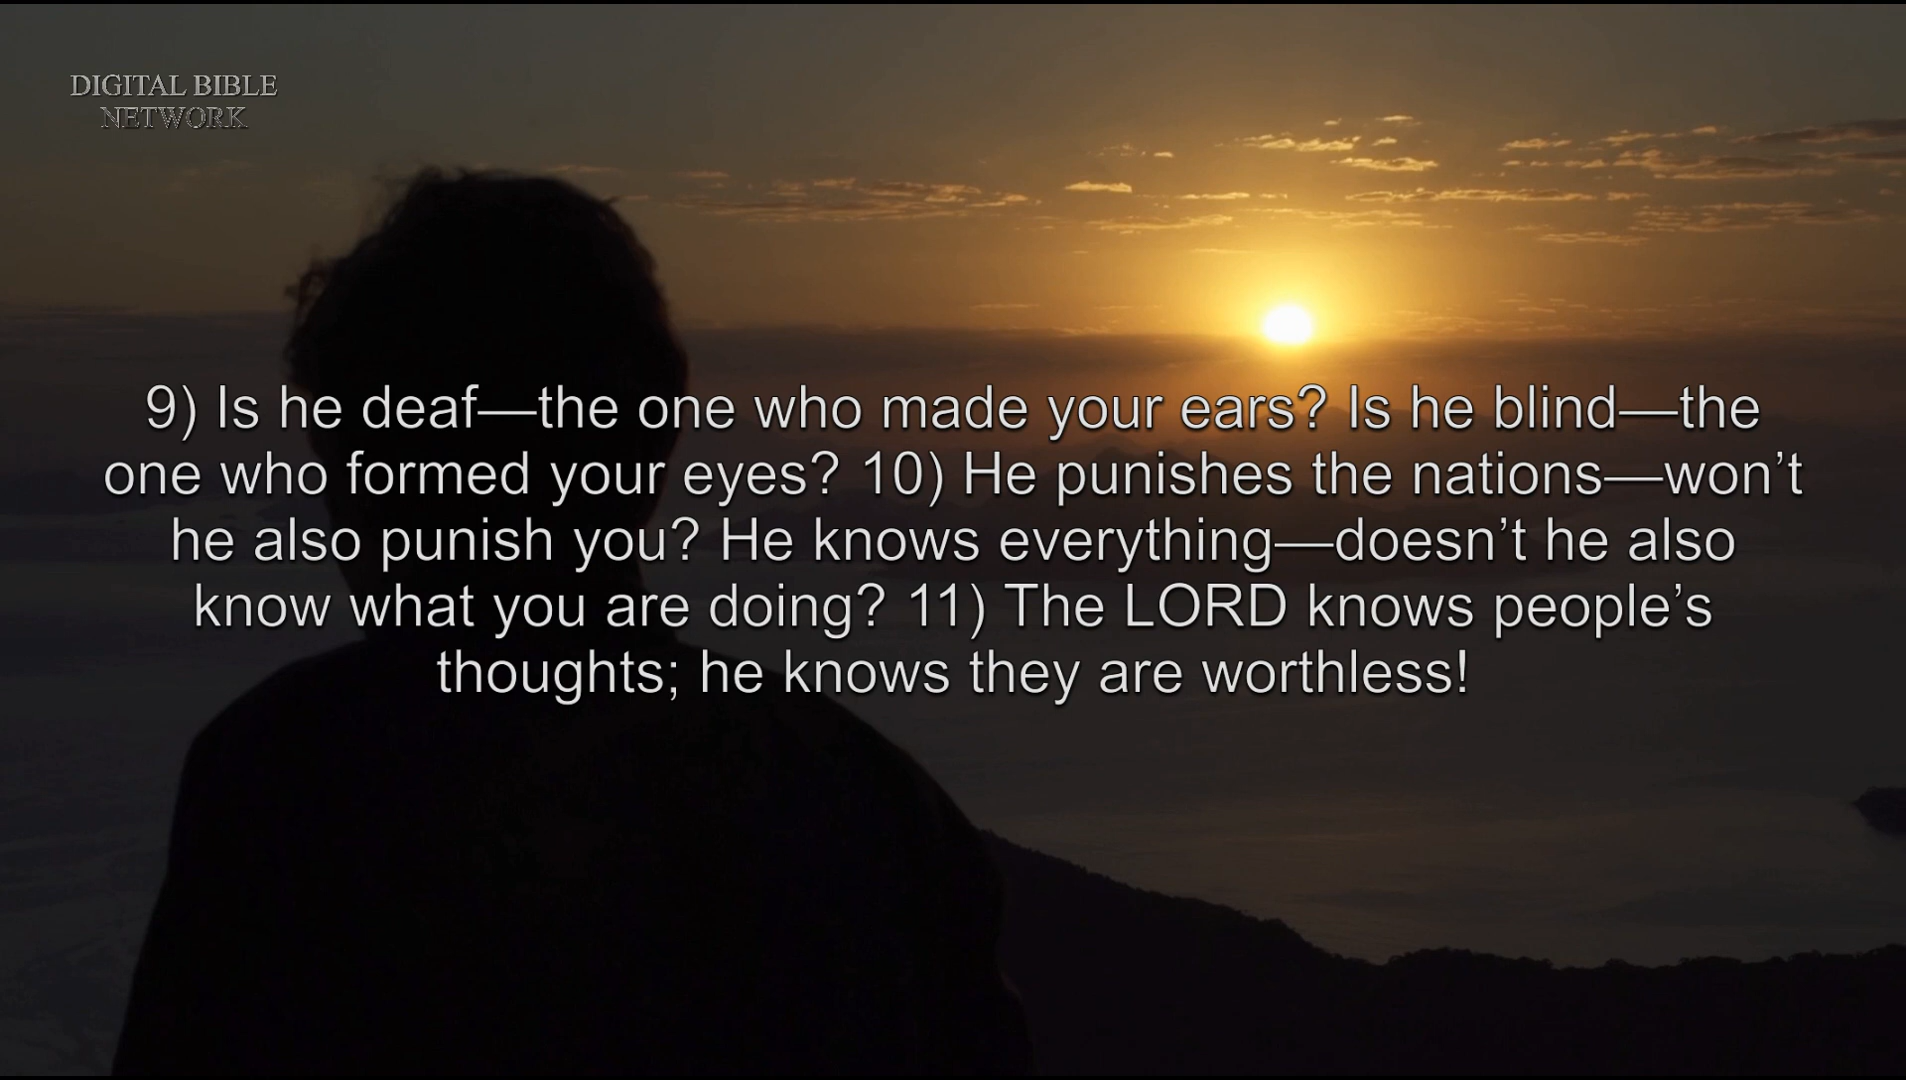 DIGITAL BIBLE
NETWORK
9) Is he deaf—the one who made your ears? Is he blind—the
one who formed your eyes? 10) He punishes the nations—won’t
he also punish you? He knows everything—doesn’t he also
know what you are doing? 11) The LORD knows people’s
thoughts; he knows they are worthless!